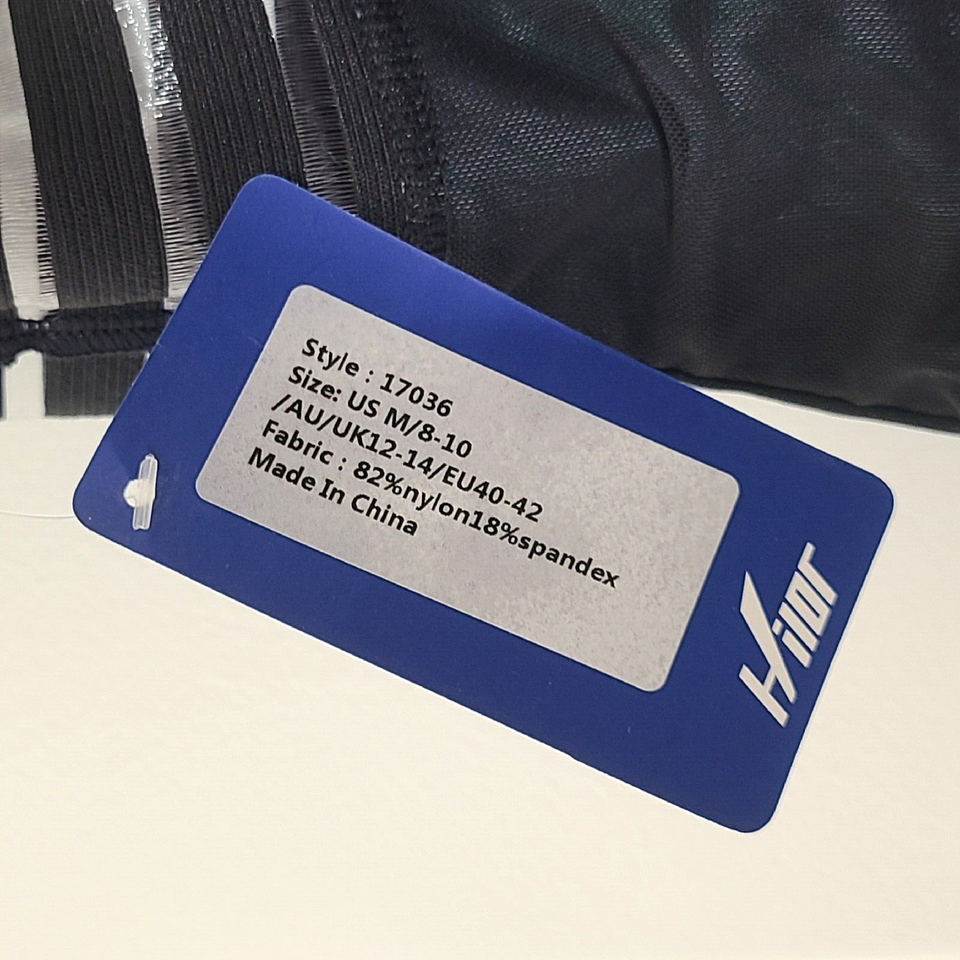 Style : 17036
Size: US M/8-10
/AU/UK12-14/EU40-42
Fabric : 82%nylon18%spandex
Made In China
Hilor